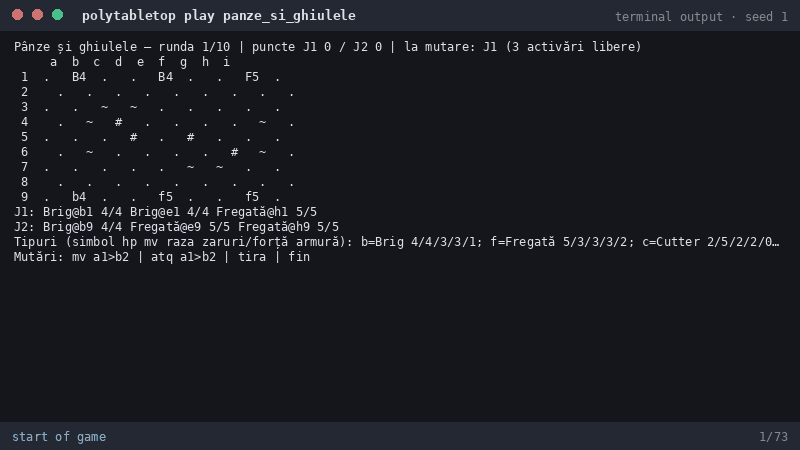 polytabletop play panze_si_ghiulele
terminal output · seed 1
Pânze și ghiulele — runda 1/10 | puncte J1 0 / J2 0 | la mutare: J1 (3 activări libere)
     a  b  c  d  e  f  g  h  i
 1  .   B4  .   .   B4  .   .   F5  .
 2    .   .   .   .   .   .   .   .   .
 3  .   .   ~   ~   .   .   .   .   .
 4    .   ~   #   .   .   .   .   ~   .
 5  .   .   .   #   .   #   .   .   .
 6    .   ~   .   .   .   .   #   ~   .
 7  .   .   .   .   .   ~   ~   .   .
 8    .   .   .   .   .   .   .   .   .
 9  .   b4  .   .   f5  .   .   f5  .
J1: Brig@b1 4/4 Brig@e1 4/4 Fregată@h1 5/5
J2: Brig@b9 4/4 Fregată@e9 5/5 Fregată@h9 5/5
Tipuri (simbol hp mv raza zaruri/forță armură): b=Brig 4/4/3/3/1; f=Fregată 5/3/3/3/2; c=Cutter 2/5/2/2/0…
Mutări: mv a1>b2 | atq a1>b2 | tira | fin
start of game
1/73